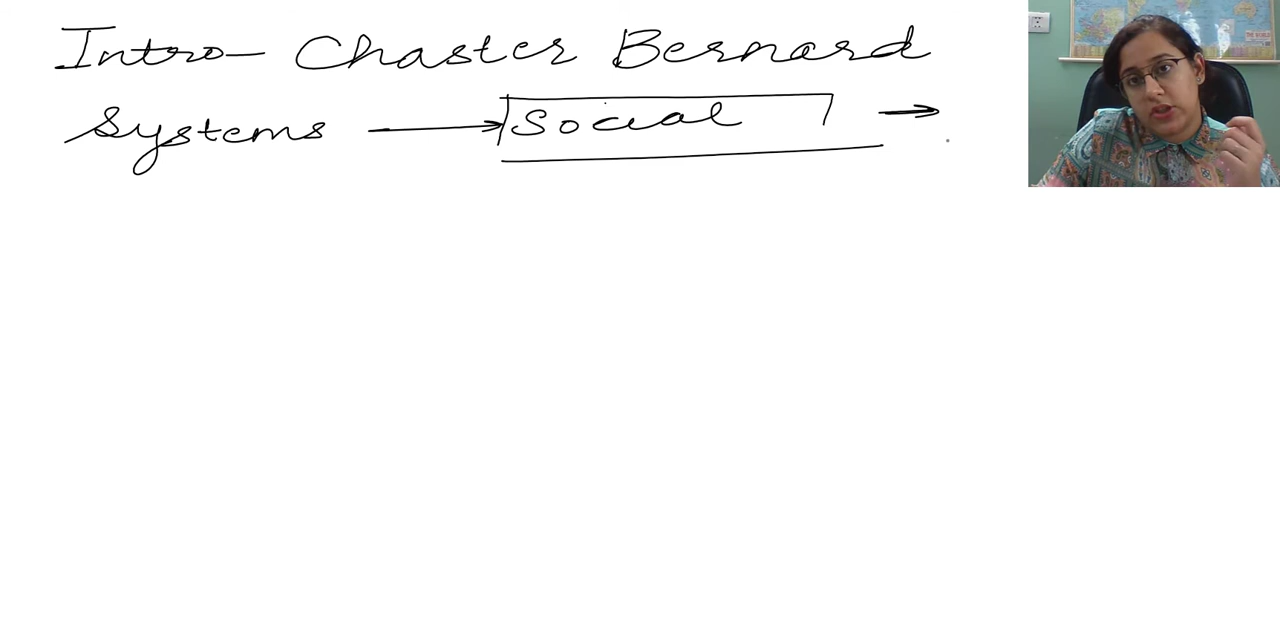 Intro- Chaster Bernard
Systems → Social →